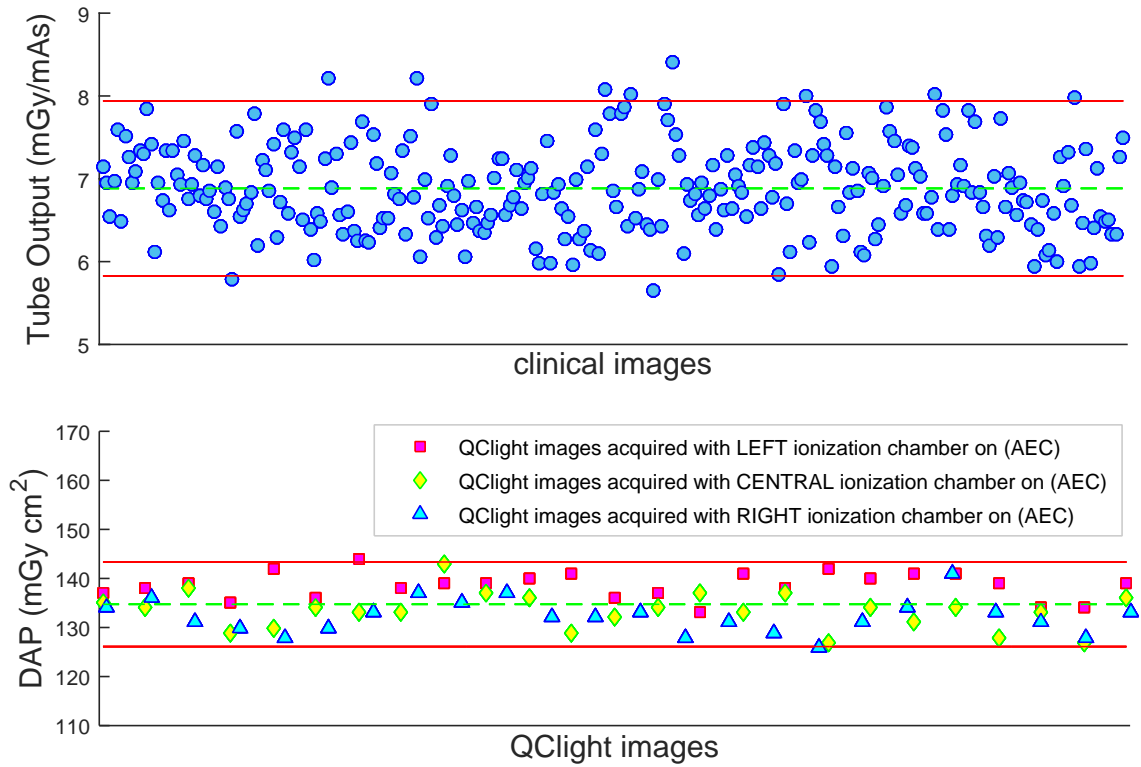 Tube Output (mGy/mAs)
9
8
7
6
5
clinical images
DAP (mGy cm²)
170
160
150
140
130
120
110
QClight images acquired with LEFT ionization chamber on (AEC)
QClight images acquired with CENTRAL ionization chamber on (AEC)
QClight images acquired with RIGHT ionization chamber on (AEC)
QClight images